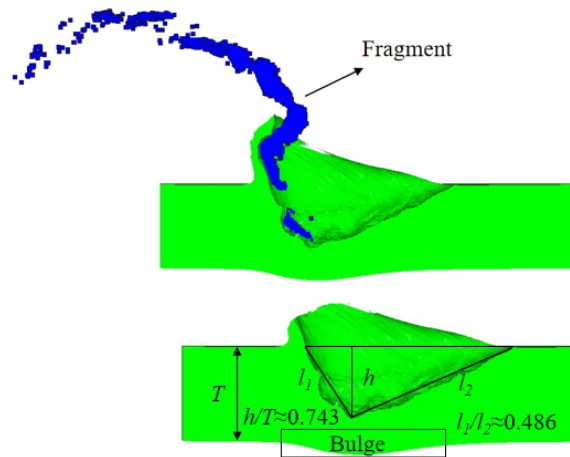 Fragment
T
l₁
h
l₂
h/T≈0.743
l₁/l₂≈0.486
Bulge